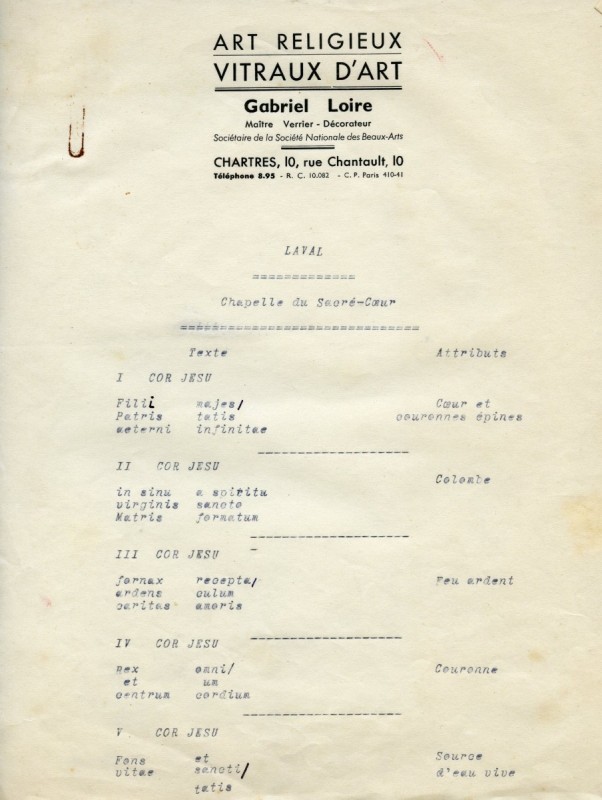 ART RELIGIEUX
VITRAUX D'ART
Gabriel Loire
Maître Verrier - Décorateur
Sociétaire de la Société Nationale des Beaux-Arts
CHARTRES, 10, rue Chantault, 10
Téléphone 8.95 - R. C. 10.082 - C. P. Paris 410-41
LAVAL
=============
Chapelle du Sacré-Cœur
==============================
Texte Attributs
I COR JESU
Filii majes/ Cœur et
Patris tatis couronnes épines
aeterni infinitae
--------------------
II COR JESU
Colombe
in sinu a spiritu
virginis sancto
Matris formatum
---------------------
III COR JESU
fornax recepta/ Feu ardent
ardens culum
caritas amoris
--------------------
IV COR JESU
Rex omni/ Couronne
et um
centrum cordium
---------------------
V COR JESU
Fons et Source
vitae sancti/ d'eau vive
tatis